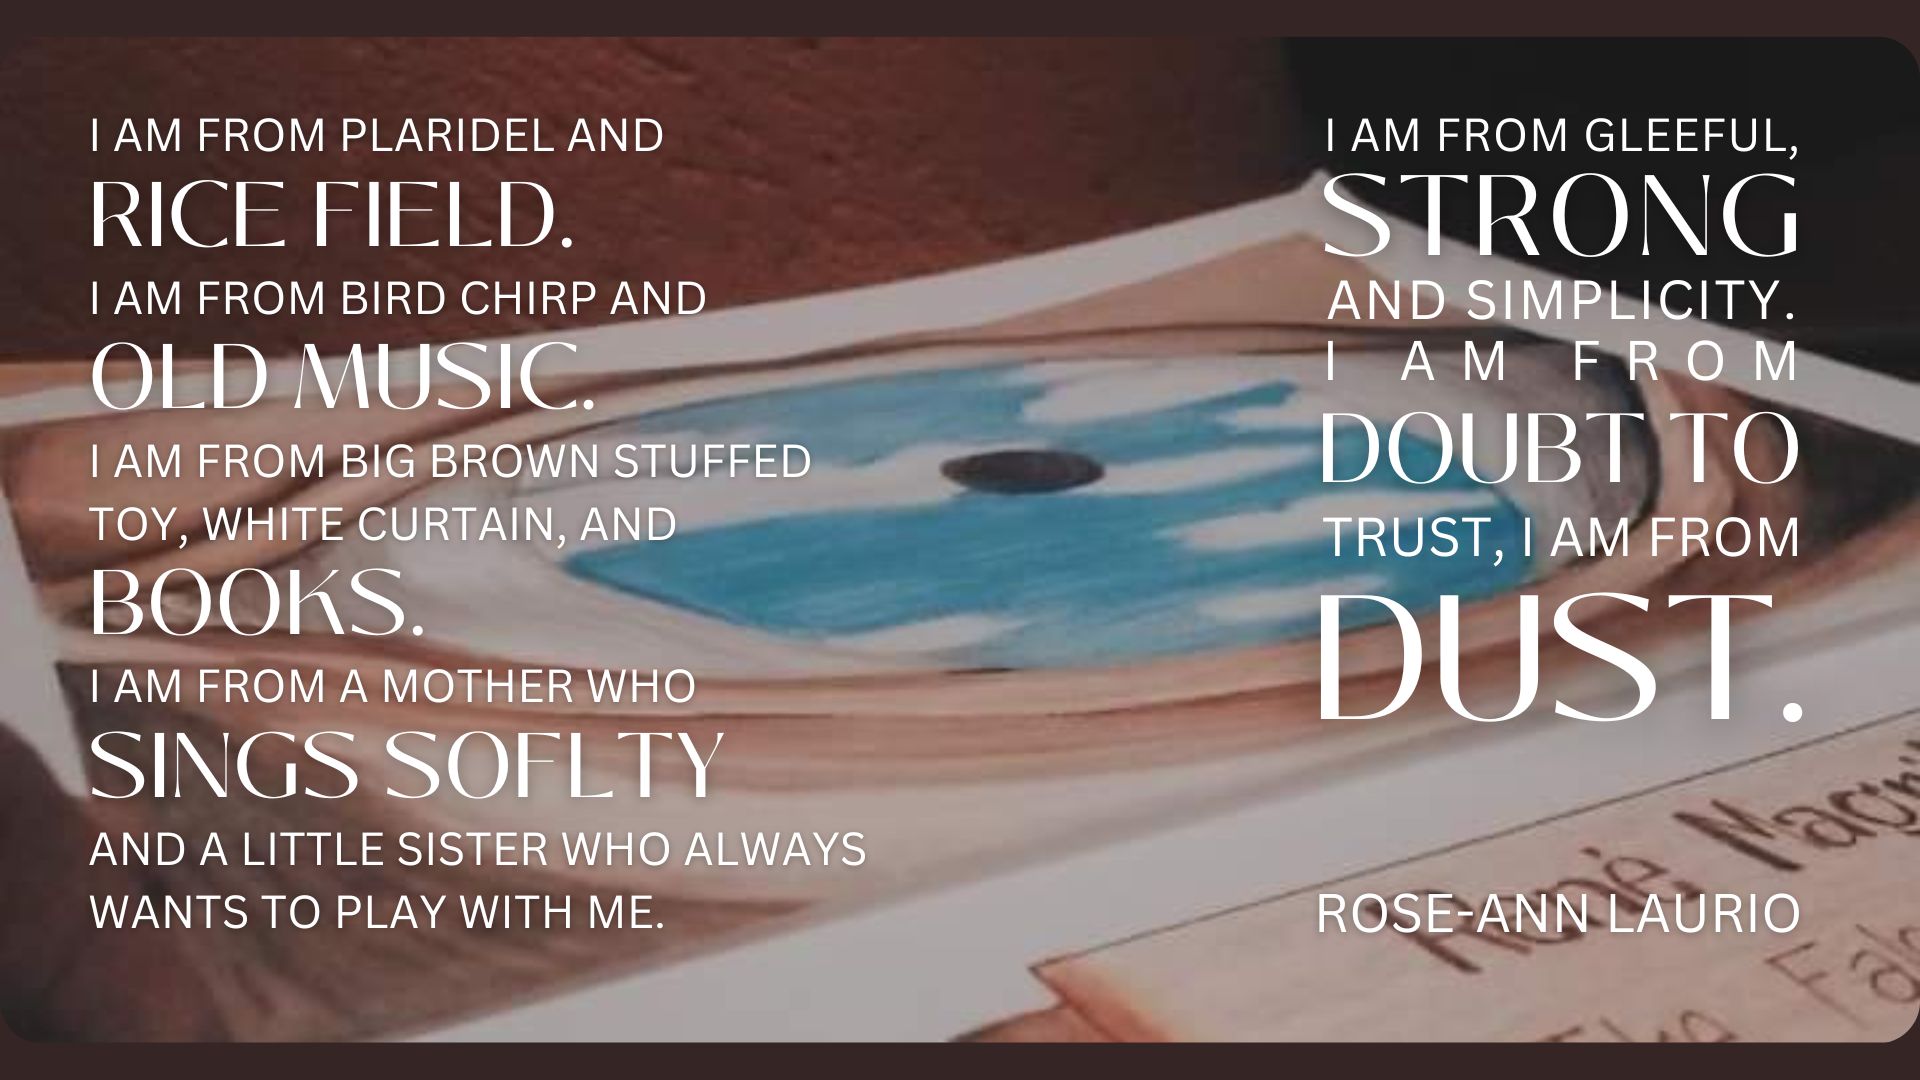 I AM FROM PLARIDEL AND
RICE FIELD.
I AM FROM BIRD CHIRP AND
OLD MUSIC.
I AM FROM BIG BROWN STUFFED
TOY, WHITE CURTAIN, AND
BOOKS.
I AM FROM A MOTHER WHO
SINGS SOFLTY
AND A LITTLE SISTER WHO ALWAYS
WANTS TO PLAY WITH ME.
I AM FROM GLEEFUL,
STRONG
AND SIMPLICITY.
I AM FROM
DOUBT TO
TRUST, I AM FROM
DUST.
ROSE-ANN LAURIO